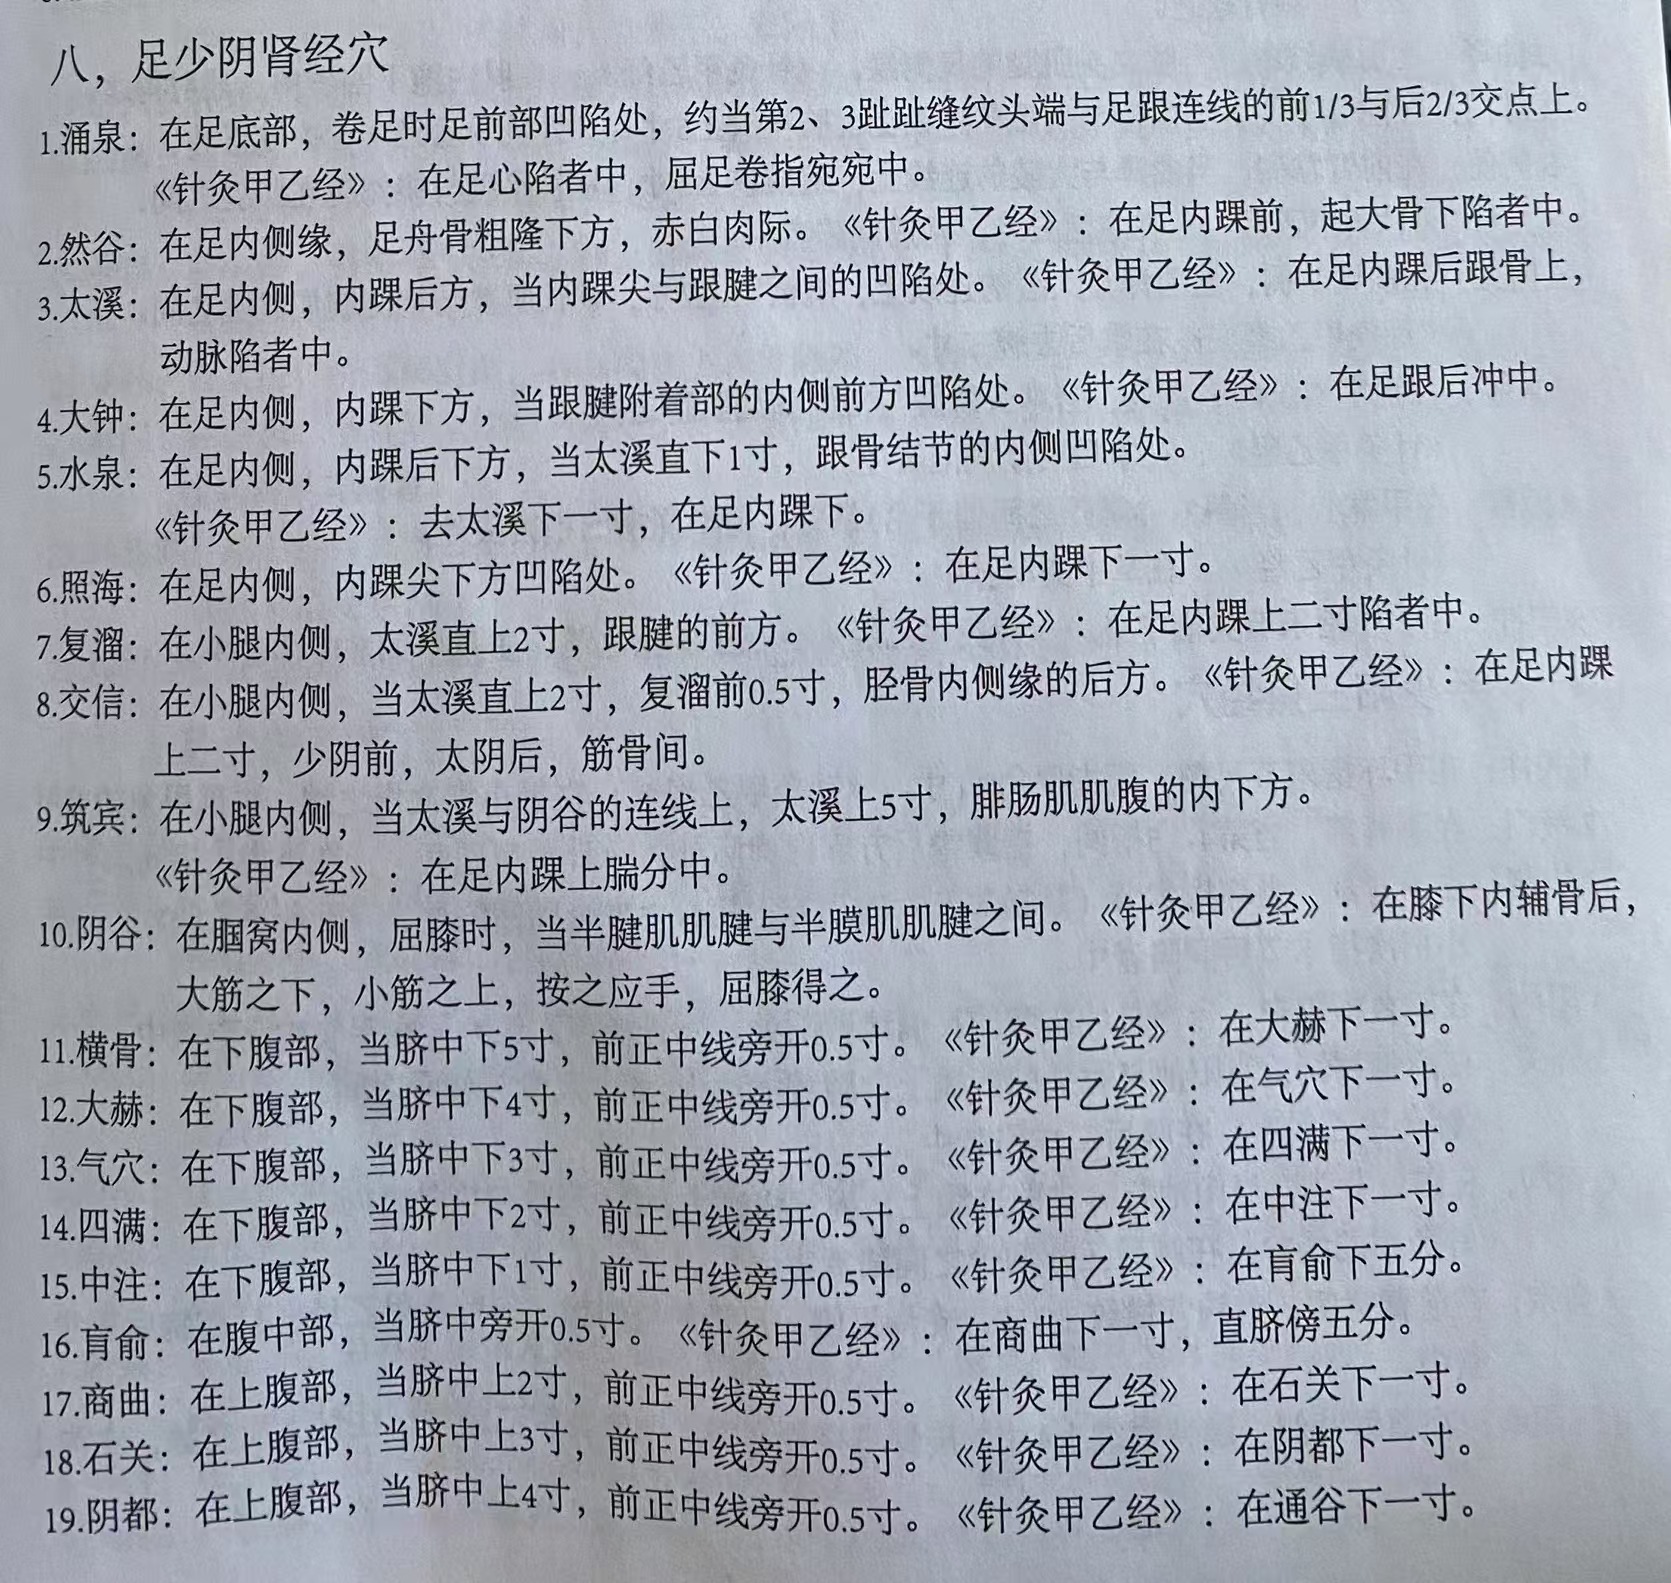 八，足少阴肾经穴
1.涌泉：在足底部，卷足时足前部凹陷处，约当第2、3趾趾缝纹头端与足跟连线的前1/3与后2/3交点上。
《针灸甲乙经》：在足心陷者中，屈足卷指宛宛中。
2.然谷：在足内侧缘，足舟骨粗隆下方，赤白肉际。《针灸甲乙经》：在足内踝前，起大骨下陷者中。
3.太溪：在足内侧，内踝后方，当内踝尖与跟腱之间的凹陷处。《针灸甲乙经》：在足内踝后跟骨上，
动脉陷者中。
4.大钟：在足内侧，内踝下方，当跟腱附着部的内侧前方凹陷处。《针灸甲乙经》：在足跟后冲中。
5.水泉：在足内侧，内踝后下方，当太溪直下1寸，跟骨结节的内侧凹陷处。
《针灸甲乙经》：去太溪下一寸，在足内踝下。
6.照海：在足内侧，内踝尖下方凹陷处。《针灸甲乙经》：在足内踝下一寸。
7.复溜：在小腿内侧，太溪直上2寸，跟腱的前方。《针灸甲乙经》：在足内踝上二寸陷者中。
8.交信：在小腿内侧，当太溪直上2寸，复溜前0.5寸，胫骨内侧缘的后方。《针灸甲乙经》：在足内踝
上二寸，少阴前，太阴后，筋骨间。
9.筑宾：在小腿内侧，当太溪与阴谷的连线上，太溪上5寸，腓肠肌肌腹的内下方。
《针灸甲乙经》：在足内踝上腨分中。
10.阴谷：在腘窝内侧，屈膝时，当半腱肌肌腱与半膜肌肌腱之间。《针灸甲乙经》：在膝下内辅骨后，
大筋之下，小筋之上，按之应手，屈膝得之。
11.横骨：在下腹部，当脐中下5寸，前正中线旁开0.5寸。《针灸甲乙经》：在大赫下一寸。
12.大赫：在下腹部，当脐中下4寸，前正中线旁开0.5寸。《针灸甲乙经》：在气穴下一寸。
13.气穴：在下腹部，当脐中下3寸，前正中线旁开0.5寸。《针灸甲乙经》：在四满下一寸。
14.四满：在下腹部，当脐中下2寸，前正中线旁开0.5寸。《针灸甲乙经》：在中注下一寸。
15.中注：在下腹部，当脐中下1寸，前正中线旁开0.5寸。《针灸甲乙经》：在肓俞下五分。
16.肓俞：在腹中部，当脐中旁开0.5寸。《针灸甲乙经》：在商曲下一寸，直脐傍五分。
17.商曲：在上腹部，当脐中上2寸，前正中线旁开0.5寸。《针灸甲乙经》：在石关下一寸。
18.石关：在上腹部，当脐中上3寸，前正中线旁开0.5寸。《针灸甲乙经》：在阴都下一寸。
19.阴都：在上腹部，当脐中上4寸，前正中线旁开0.5寸。《针灸甲乙经》：在通谷下一寸。